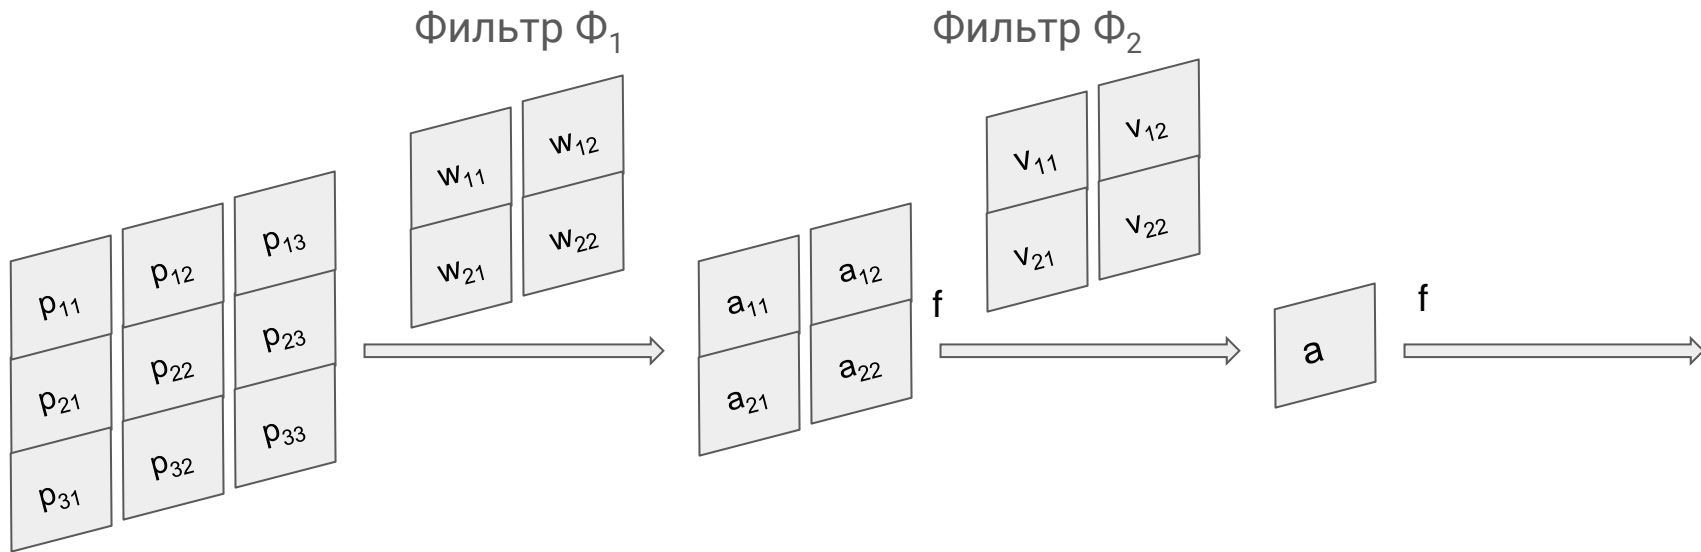 Фильтр Ф₁
Фильтр Ф₂
p₁₁ p₁₂ p₁₃
p₂₁ p₂₂ p₂₃
p₃₁ p₃₂ p₃₃
w₁₁ w₁₂
w₂₁ w₂₂
a₁₁ a₁₂
a₂₁ a₂₂
f
v₁₁ v₁₂
v₂₁ v₂₂
a
f